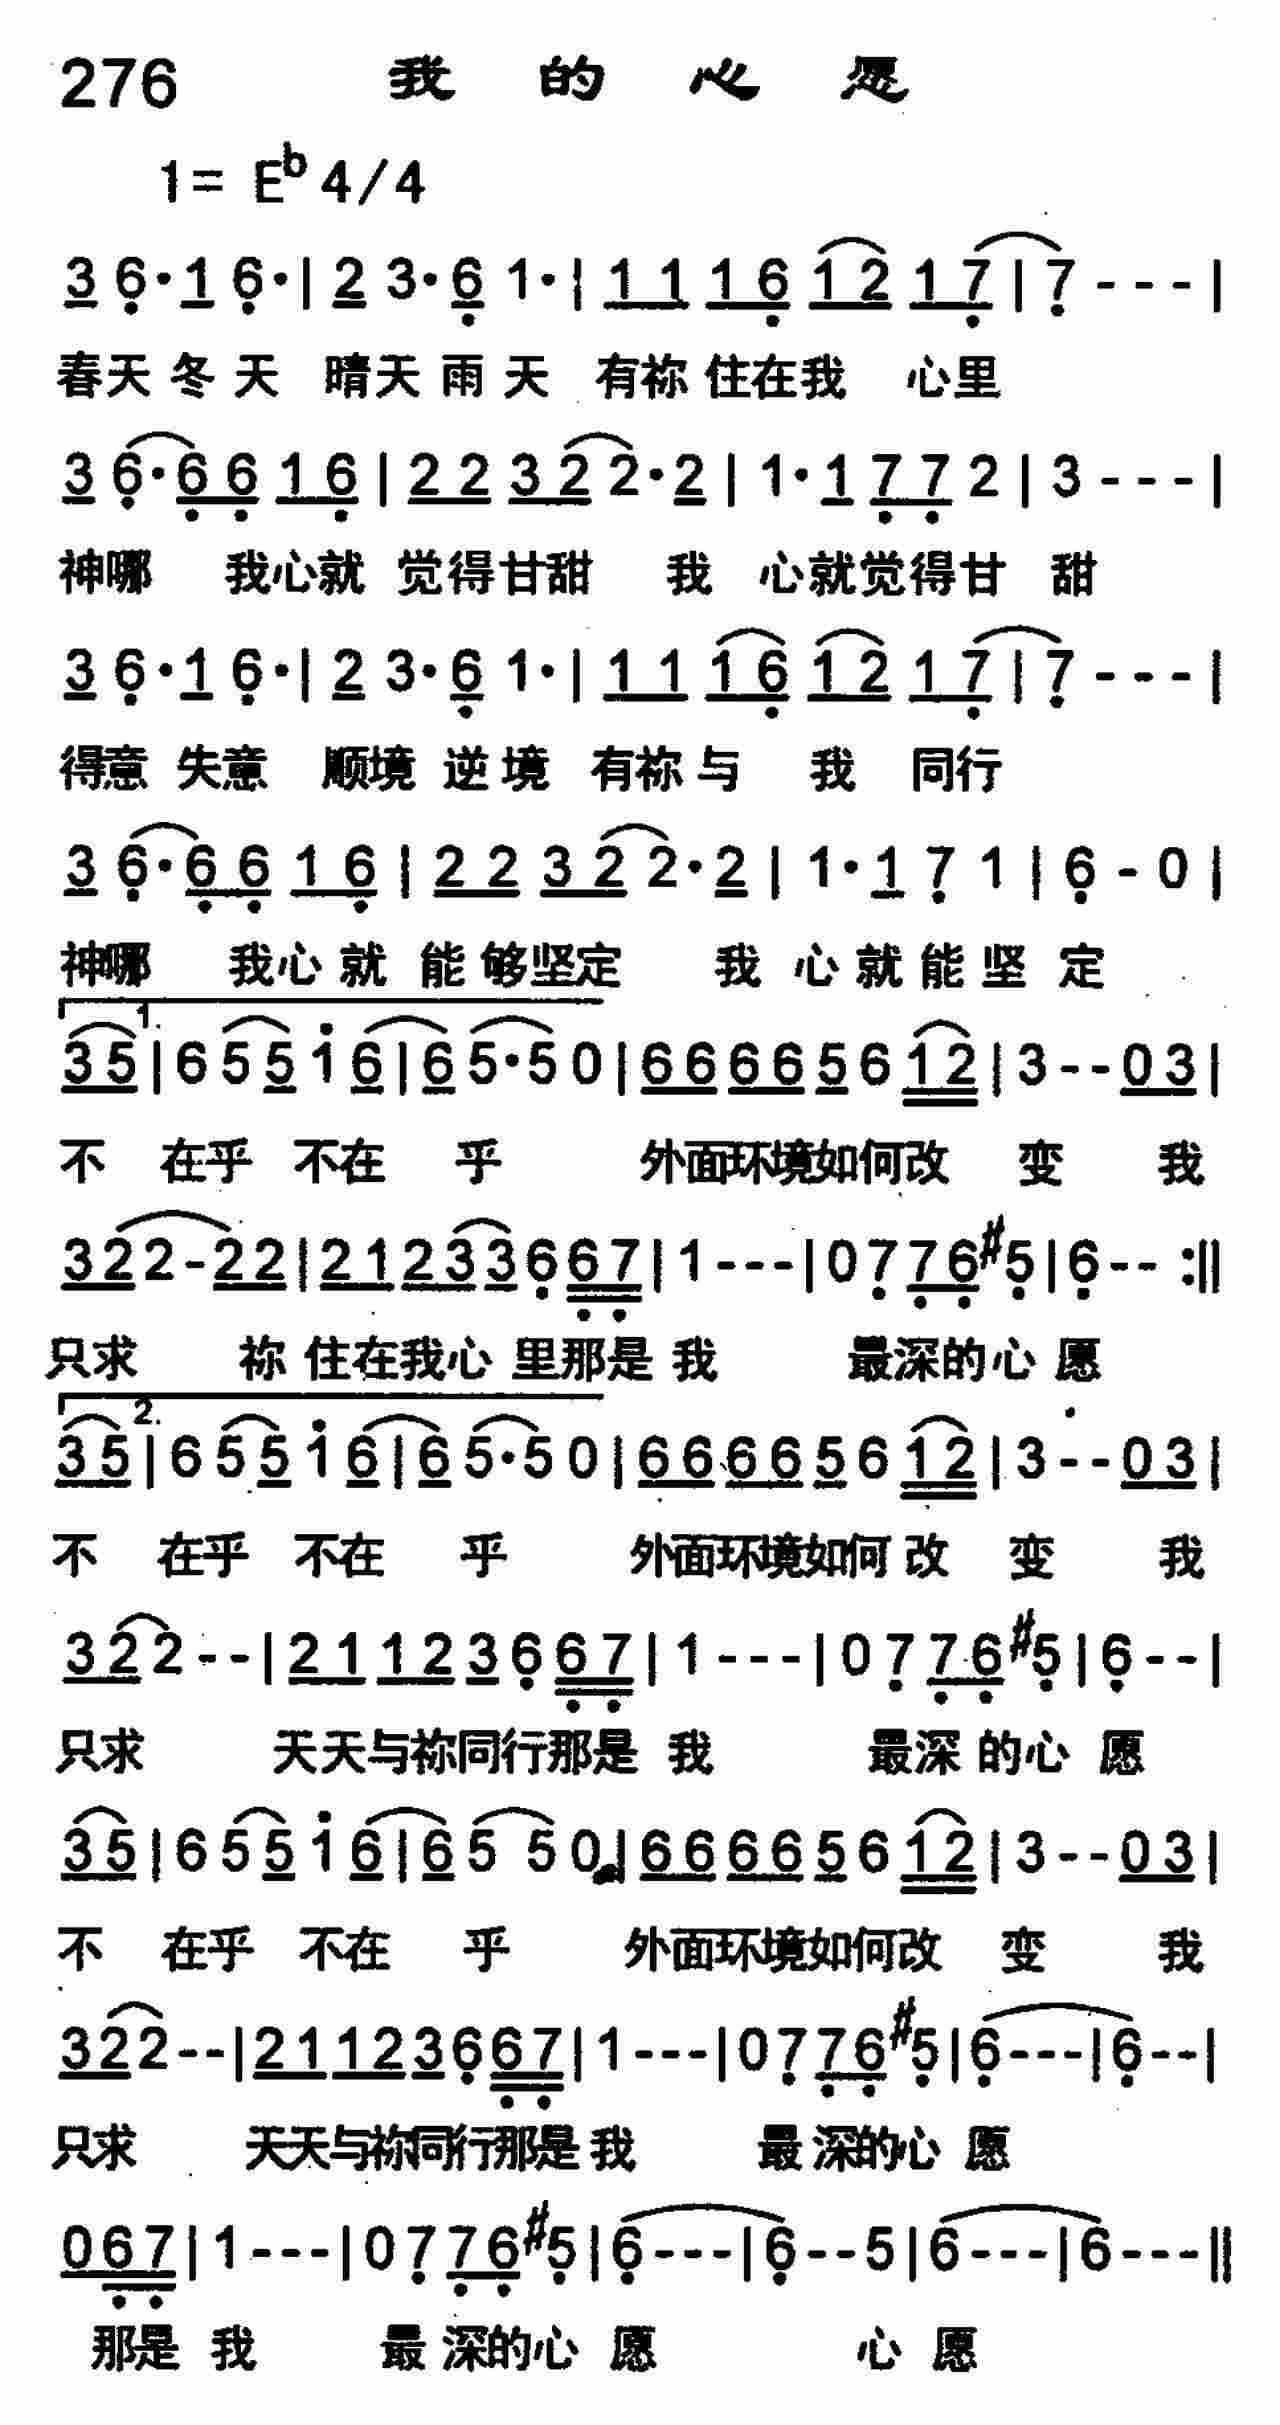 276 我的心愿
1= E♭ 4/4
3 6·1 6·| 2 3·6 1·| 1 1 1 6 1 2 1 7 | 7 - - - |
春天冬天 晴天雨天 有祢住在我 心里
3 6·6 6 1 6 | 2 2 3 2 2·2 | 1·1 7 7 2 | 3 - - - |
神哪 我心就 觉得甘甜 我 心就觉得甘 甜
3 6·1 6·| 2 3·6 1·| 1 1 1 6 1 2 1 7 | 7 - - - |
得意 失意 顺境 逆境 有祢与 我 同行
3 6·6 6 1 6 | 2 2 3 2 2·2 | 1·1 7 1 | 6 - 0 |
神哪 我心就 能够坚定 我 心就能坚 定
1.
3 5 | 6 5 5 1 6 | 6 5·5 0 | 6 6 6 6 5 6 1 2 | 3 - - 0 3 |
不 在乎 不在 乎 外面环境如何改 变 我
3 2 2 - 2 2 | 2 1 2 3 3 6 6 7 | 1 - - - | 0 7 7 6 #5 | 6 - - :||
只求 祢 住在我心 里那是 我 最深的心 愿
2.
3 5 | 6 5 5 1 6 | 6 5·5 0 | 6 6 6 6 5 6 1 2 | 3 - - 0 3 |
不 在乎 不在 乎 外面环境如何 改 变 我
3 2 2 - - | 2 1 1 2 3 6 6 7 | 1 - - - | 0 7 7 6 #5 | 6 - - |
只求 天天与祢同行那是 我 最深 的心 愿
3 5 | 6 5 5 1 6 | 6 5 5 0 | 6 6 6 6 5 6 1 2 | 3 - - 0 3 |
不 在乎 不在 乎 外面环境如何改 变 我
3 2 2 - - | 2 1 1 2 3 6 6 7 | 1 - - - | 0 7 7 6 #5 | 6 - - - | 6 - - |
只求 天天与祢同行那是 我 最 深的心 愿
0 6 7 | 1 - - - | 0 7 7 6 #5 | 6 - - - | 6 - - 5 | 6 - - - | 6 - - - ||
那是 我 最 深的心 愿 心 愿